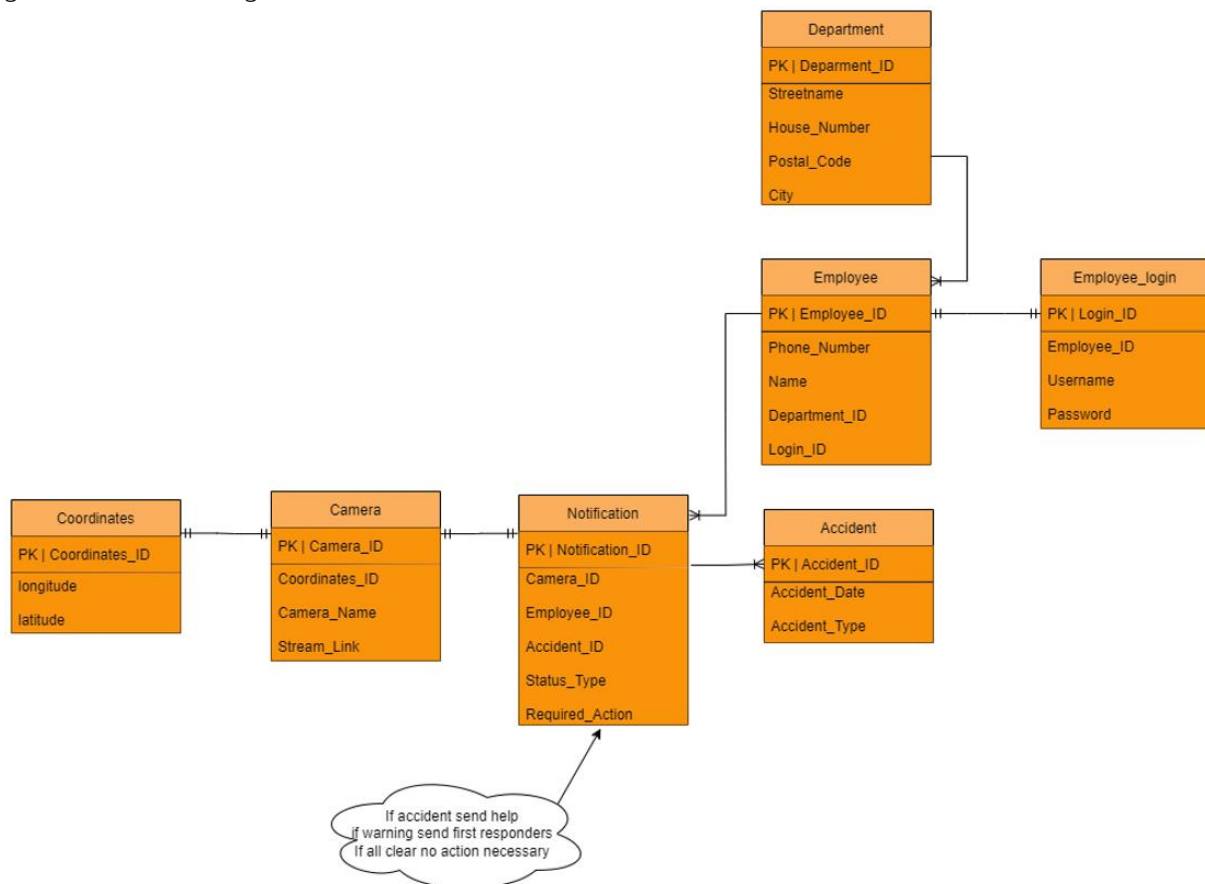 Department
PK | Deparment_ID
Streetname
House_Number
Postal_Code
City
Employee
PK | Employee_ID
Phone_Number
Name
Department_ID
Login_ID
Employee_login
PK | Login_ID
Employee_ID
Username
Password
Coordinates
PK | Coordinates_ID
longitude
latitude
Camera
PK | Camera_ID
Coordinates_ID
Camera_Name
Stream_Link
Notification
PK | Notification_ID
Camera_ID
Employee_ID
Accident_ID
Status_Type
Required_Action
Accident
PK | Accident_ID
Accident_Date
Accident_Type
If accident send help
if warning send first responders
If all clear no action necessary